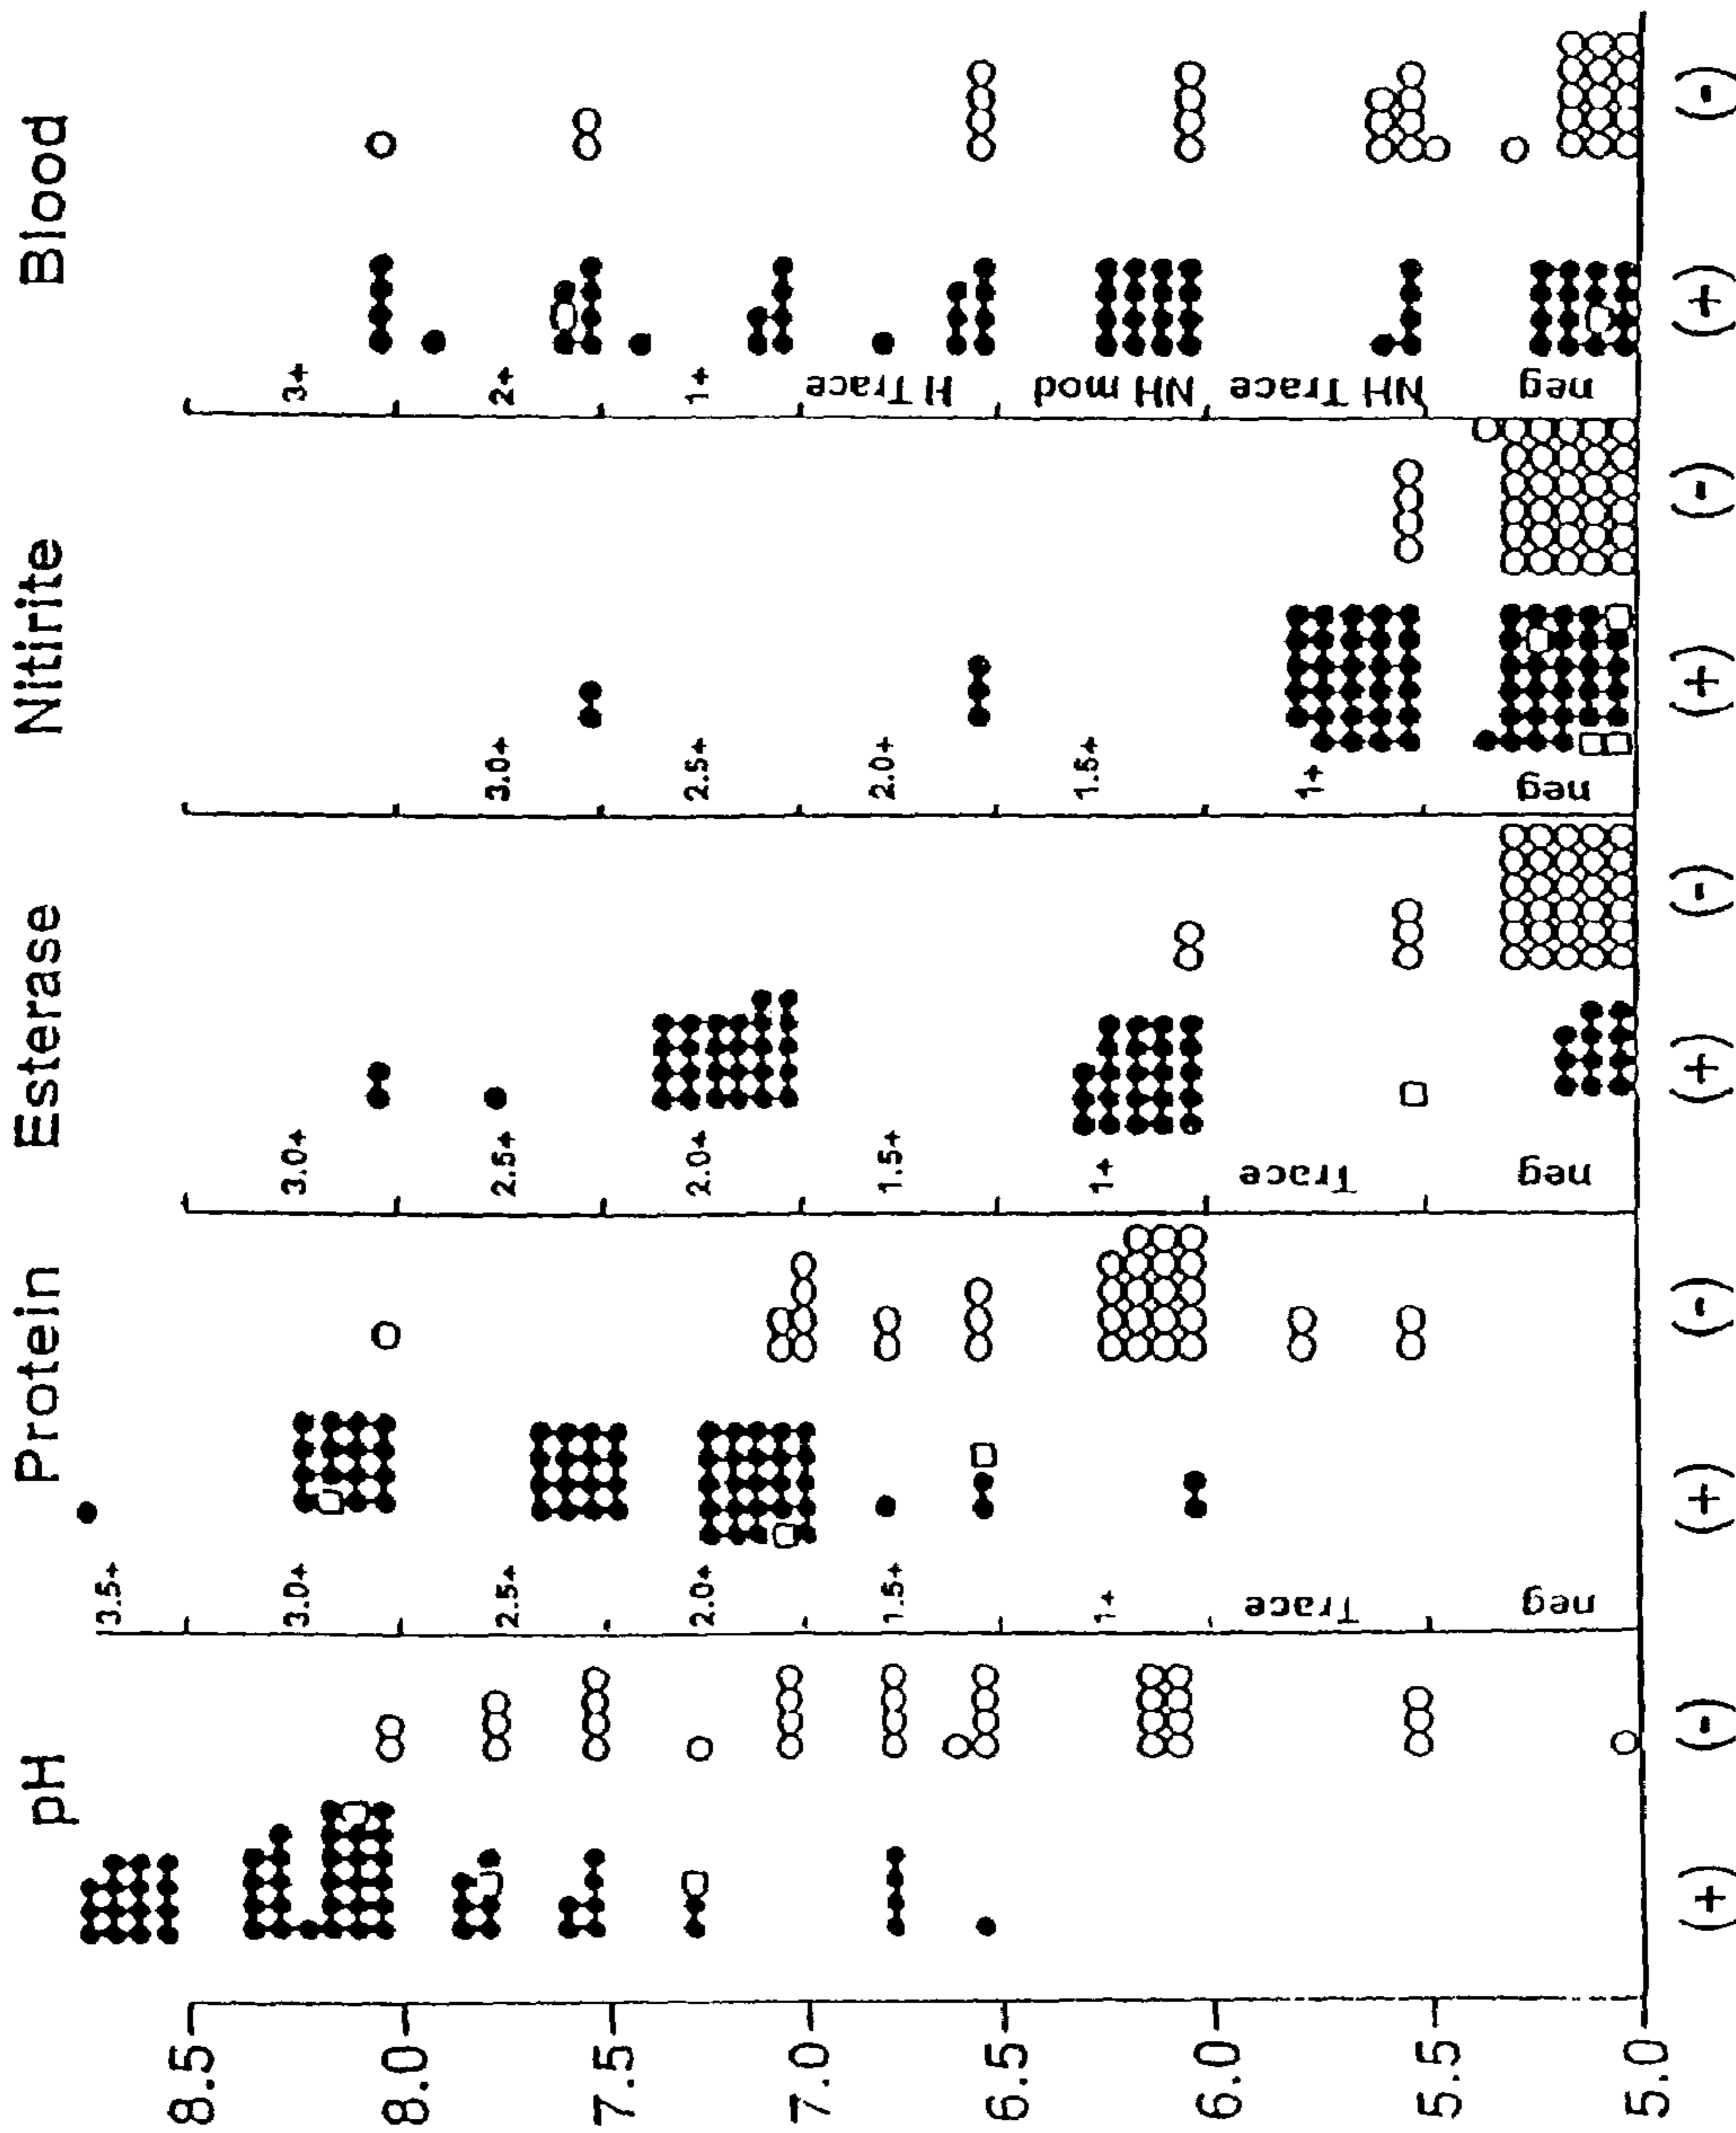 pH Protein Esterase Nitirite Blood
8.5
8.0
7.5
7.0
6.5
6.0
5.5
5.0
3.5+
3.0+
2.5+
2.0+
1.5+
1+
Trace
neg
3.0+
2.5+
2.0+
1.5+
1+
Trace
neg
3.0+
2.5+
2.0+
1.5+
1+
neg
3+
2+
1+
H Trace
NH mod
NH Trace
neg
(+) (-) (+) (-) (+) (-) (+) (-) (+) (-)